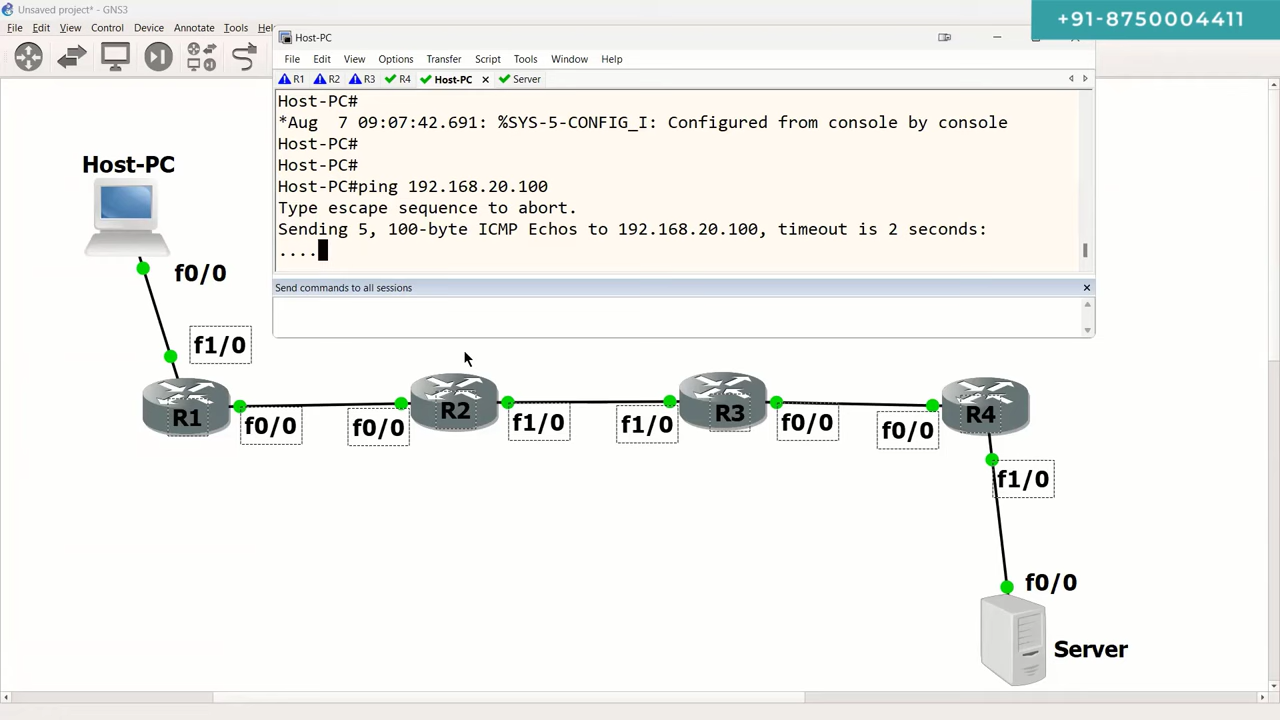 Unsaved project* - GNS3
+91-8750004411
File Edit View Control Device Annotate Tools He
Host-PC
File Edit View Options Transfer Script Tools Window Help
R1 R2 R3 R4 Host-PC Server
Host-PC#
*Aug  7 09:07:42.691: %SYS-5-CONFIG_I: Configured from console by console
Host-PC#
Host-PC#
Host-PC#ping 192.168.20.100
Type escape sequence to abort.
Sending 5, 100-byte ICMP Echos to 192.168.20.100, timeout is 2 seconds:
....
Send commands to all sessions
Host-PC
f0/0
f1/0
R1
f0/0
f0/0
R2
f1/0
f1/0
R3
f0/0
f0/0
R4
f1/0
f0/0
Server